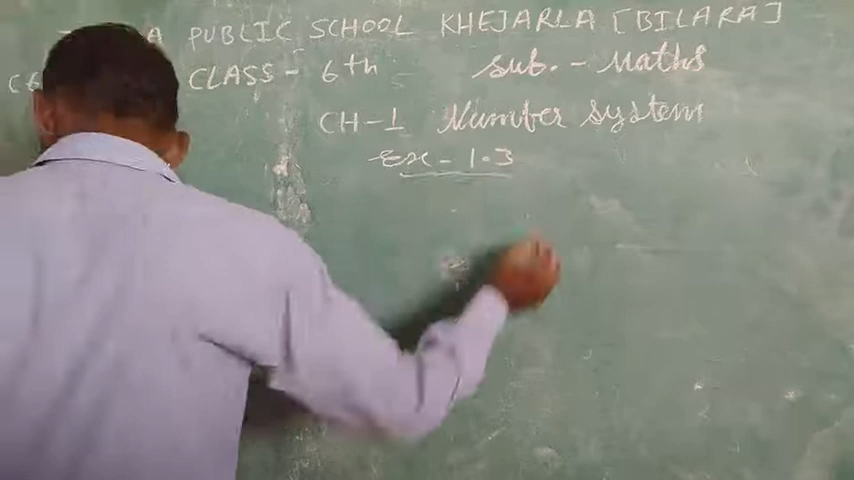 A PUBLIC SCHOOL KHEJARLA [BILARA]
CLASS - 6th Sub. - Maths
CH-1 Number System
Ex - 1.3